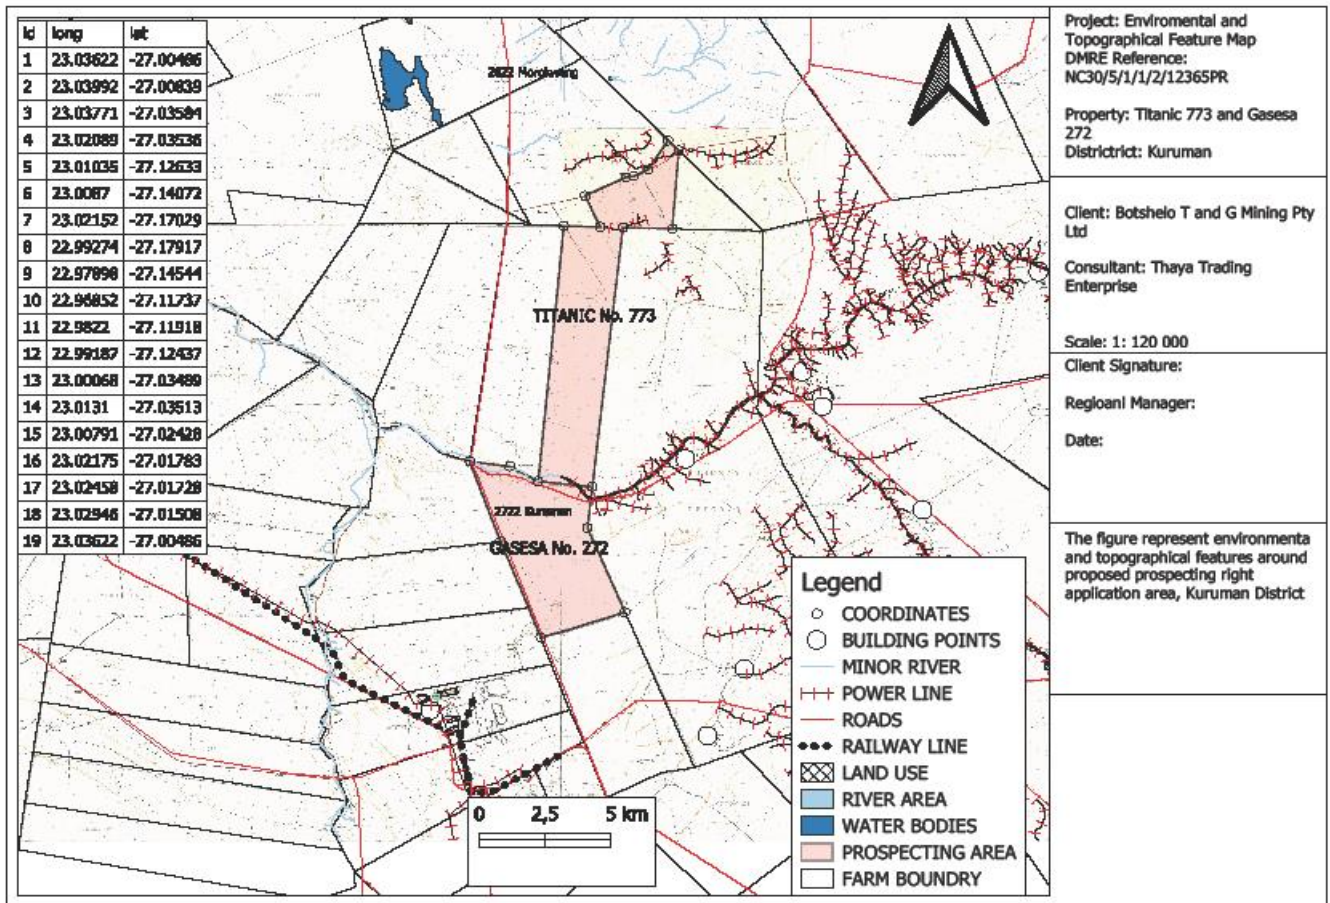 id long lat
1 23.03622 -27.00486
2 23.03992 -27.00839
3 23.03771 -27.03584
4 23.02089 -27.03536
5 23.01035 -27.12633
6 23.0087 -27.14072
7 23.02152 -27.17029
8 22.99274 -27.17917
9 22.97898 -27.14544
10 22.96852 -27.11737
11 22.9822 -27.11918
12 22.99187 -27.12437
13 23.00068 -27.03489
14 23.0131 -27.03513
15 23.00791 -27.02428
16 23.02175 -27.01783
17 23.02458 -27.01728
18 23.02946 -27.01508
19 23.03622 -27.00486
TITANIC No. 773
2722 Kuruman
GASESA No. 272
0 2,5 5 km
Legend
COORDINATES
BUILDING POINTS
MINOR RIVER
POWER LINE
ROADS
RAILWAY LINE
LAND USE
RIVER AREA
WATER BODIES
PROSPECTING AREA
FARM BOUNDRY
Project: Enviromental and
Topographical Feature Map
DMRE Reference:
NC30/5/1/1/2/12365PR
Property: Titanic 773 and Gasesa
272
Districtrict: Kuruman
Client: Botshelo T and G Mining Pty
Ltd
Consultant: Thaya Trading
Enterprise
Scale: 1: 120 000
Client Signature:
Regioanl Manager:
Date:
The figure represent environmenta
and topographical features around
proposed prospecting right
application area, Kuruman District